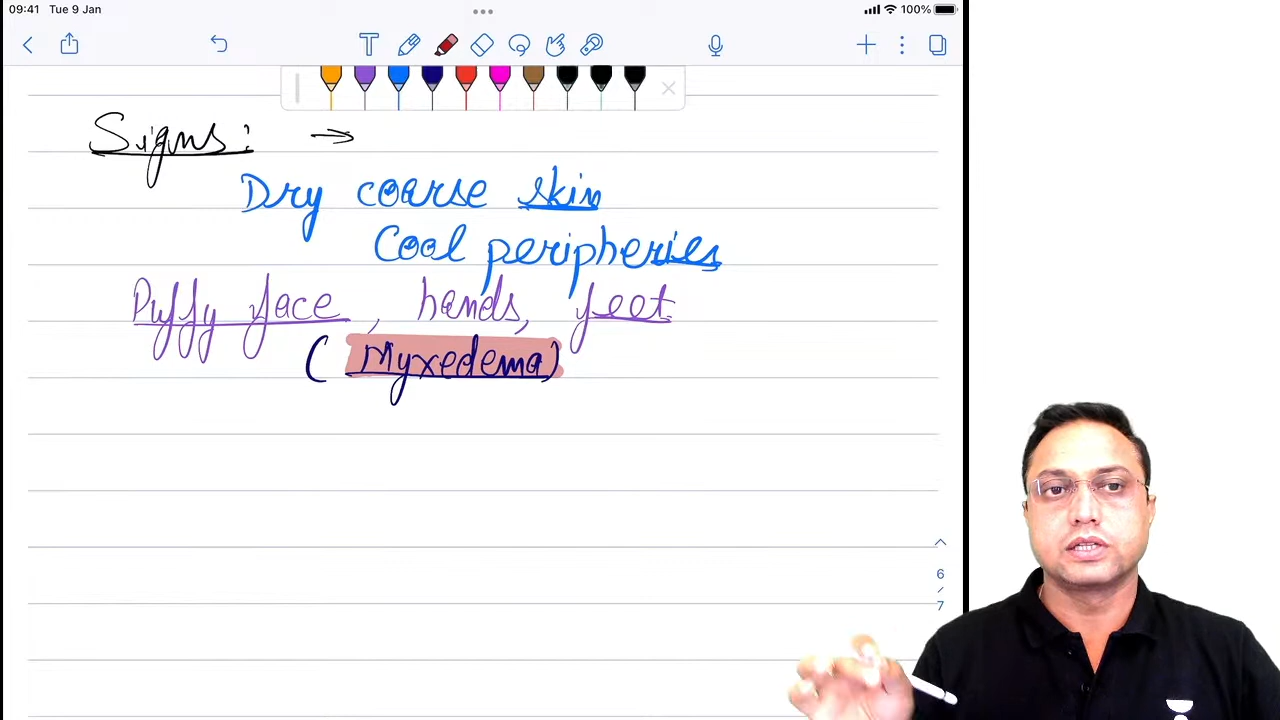 09:41 Tue 9 Jan
100%
T
Signs: →
Dry coarse skin
Cool peripheries
Puffy face, hands, feet
(Myxedema)
6
/
7